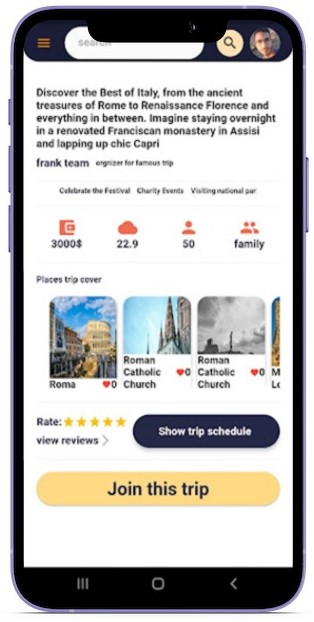 search
Discover the Best of Italy, from the ancient
treasures of Rome to Renaissance Florence and
everything in between. Imagine staying overnight
in a renovated Franciscan monastery in Assisi
and lapping up chic Capri
frank team orgnizer for famous trip
Celebrate the Festival Charity Events Visiting national par
3000$ 22.9 50 family
Places trip cover
Roma 0
Roman
Catholic 0
Church
Roman
Catholic 0
Church
M
Lo
Rate:
view reviews >
Show trip schedule
Join this trip